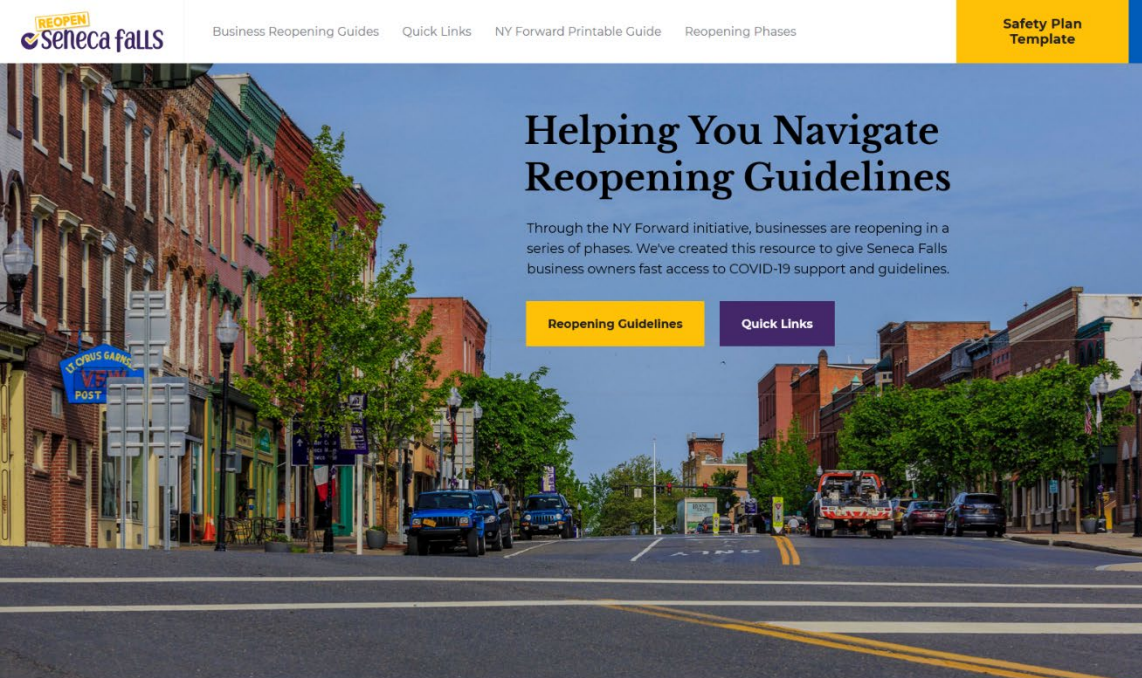 REOPEN
Seneca Falls
Business Reopening Guides
Quick Links
NY Forward Printable Guide
Reopening Phases
Safety Plan
Template
Helping You Navigate
Reopening Guidelines
Through the NY Forward initiative, businesses are reopening in a
series of phases. We've created this resource to give Seneca Falls
business owners fast access to COVID-19 support and guidelines.
Reopening Guidelines
Quick Links
LT. CYRUS
VFW
POST
ONLY